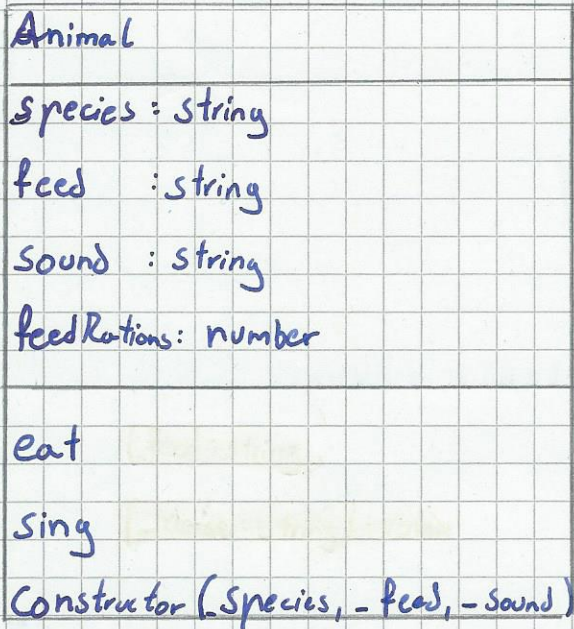 Animal
species : string
feed : string
sound : string
feedRations: number
eat
sing
Constructor (_species, _feed, _sound)